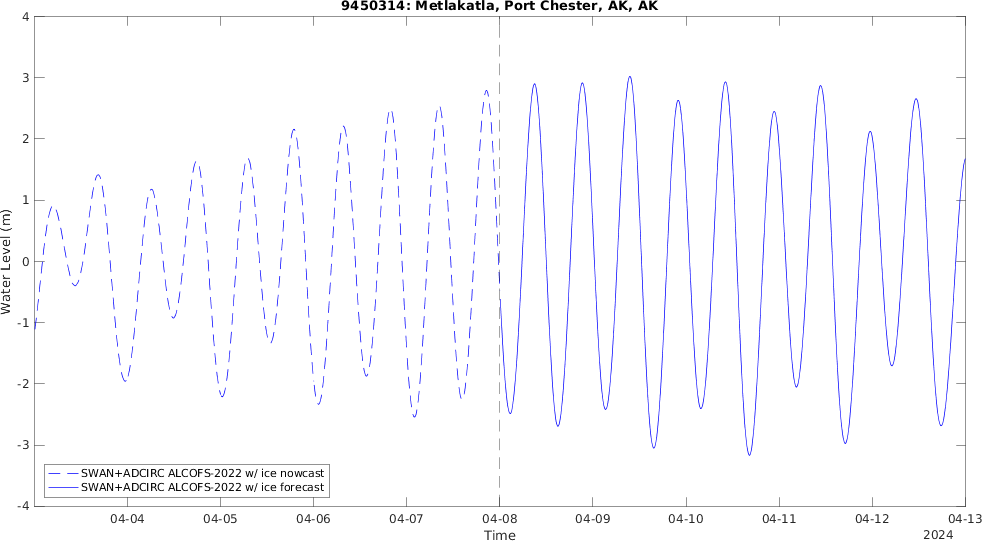 9450314: Metlakatla, Port Chester, AK, AK
Water Level (m)
4
3
2
1
0
-1
-2
-3
-4
SWAN+ADCIRC ALCOFS-2022 w/ ice nowcast
SWAN+ADCIRC ALCOFS-2022 w/ ice forecast
04-04 04-05 04-06 04-07 04-08 04-09 04-10 04-11 04-12 04-13
Time
2024